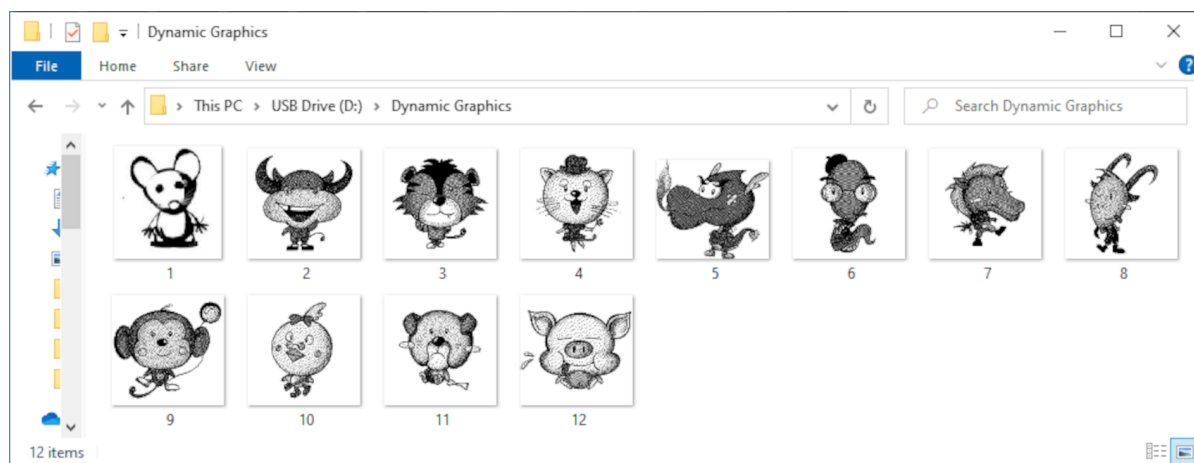 Dynamic Graphics
File Home Share View
This PC > USB Drive (D:) > Dynamic Graphics
Search Dynamic Graphics
1 2 3 4 5 6 7 8
9 10 11 12
12 items